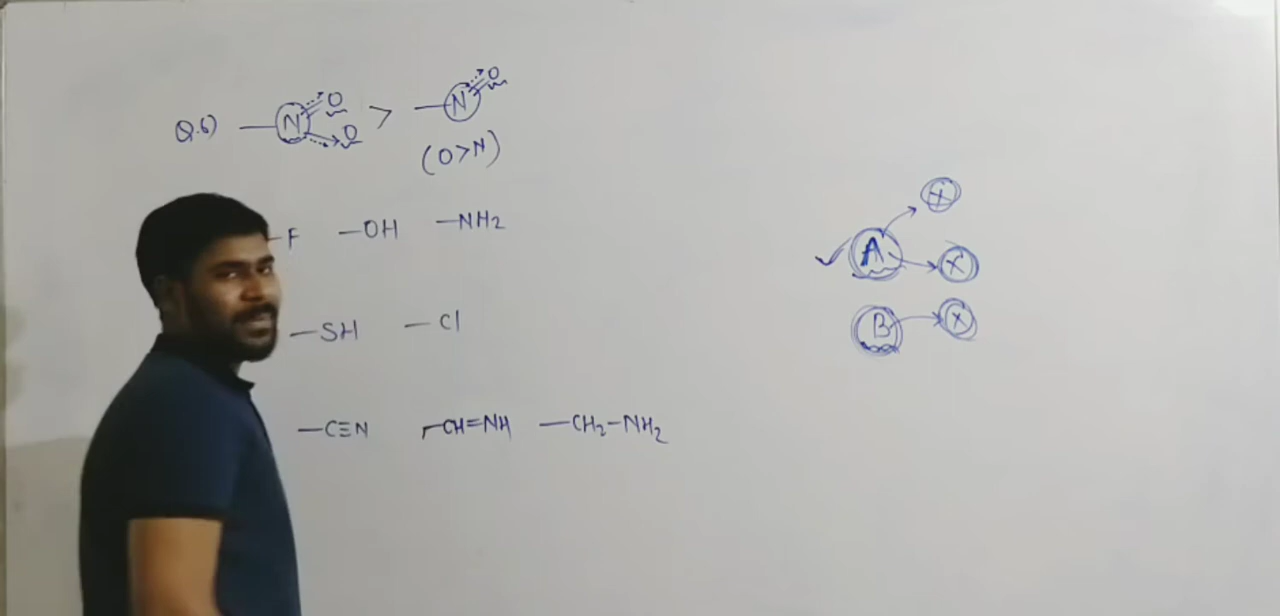 Q.6) —N=O →O > —N=O
(O>N)
-F —OH —NH₂
—SH —Cl
—C≡N —CH=NH —CH₂-NH₂
X
A X
B X